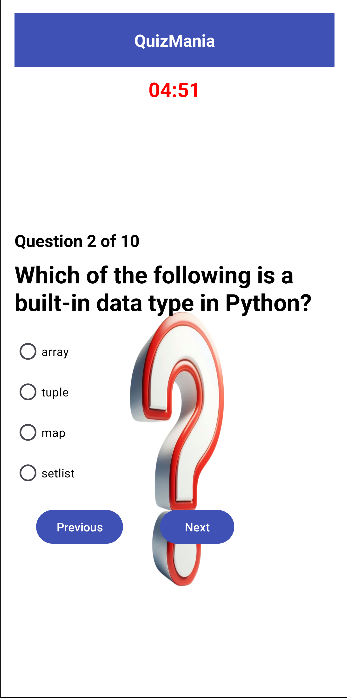 QuizMania
04:51
Question 2 of 10
Which of the following is a
built-in data type in Python?
array
tuple
map
setlist
Previous
Next